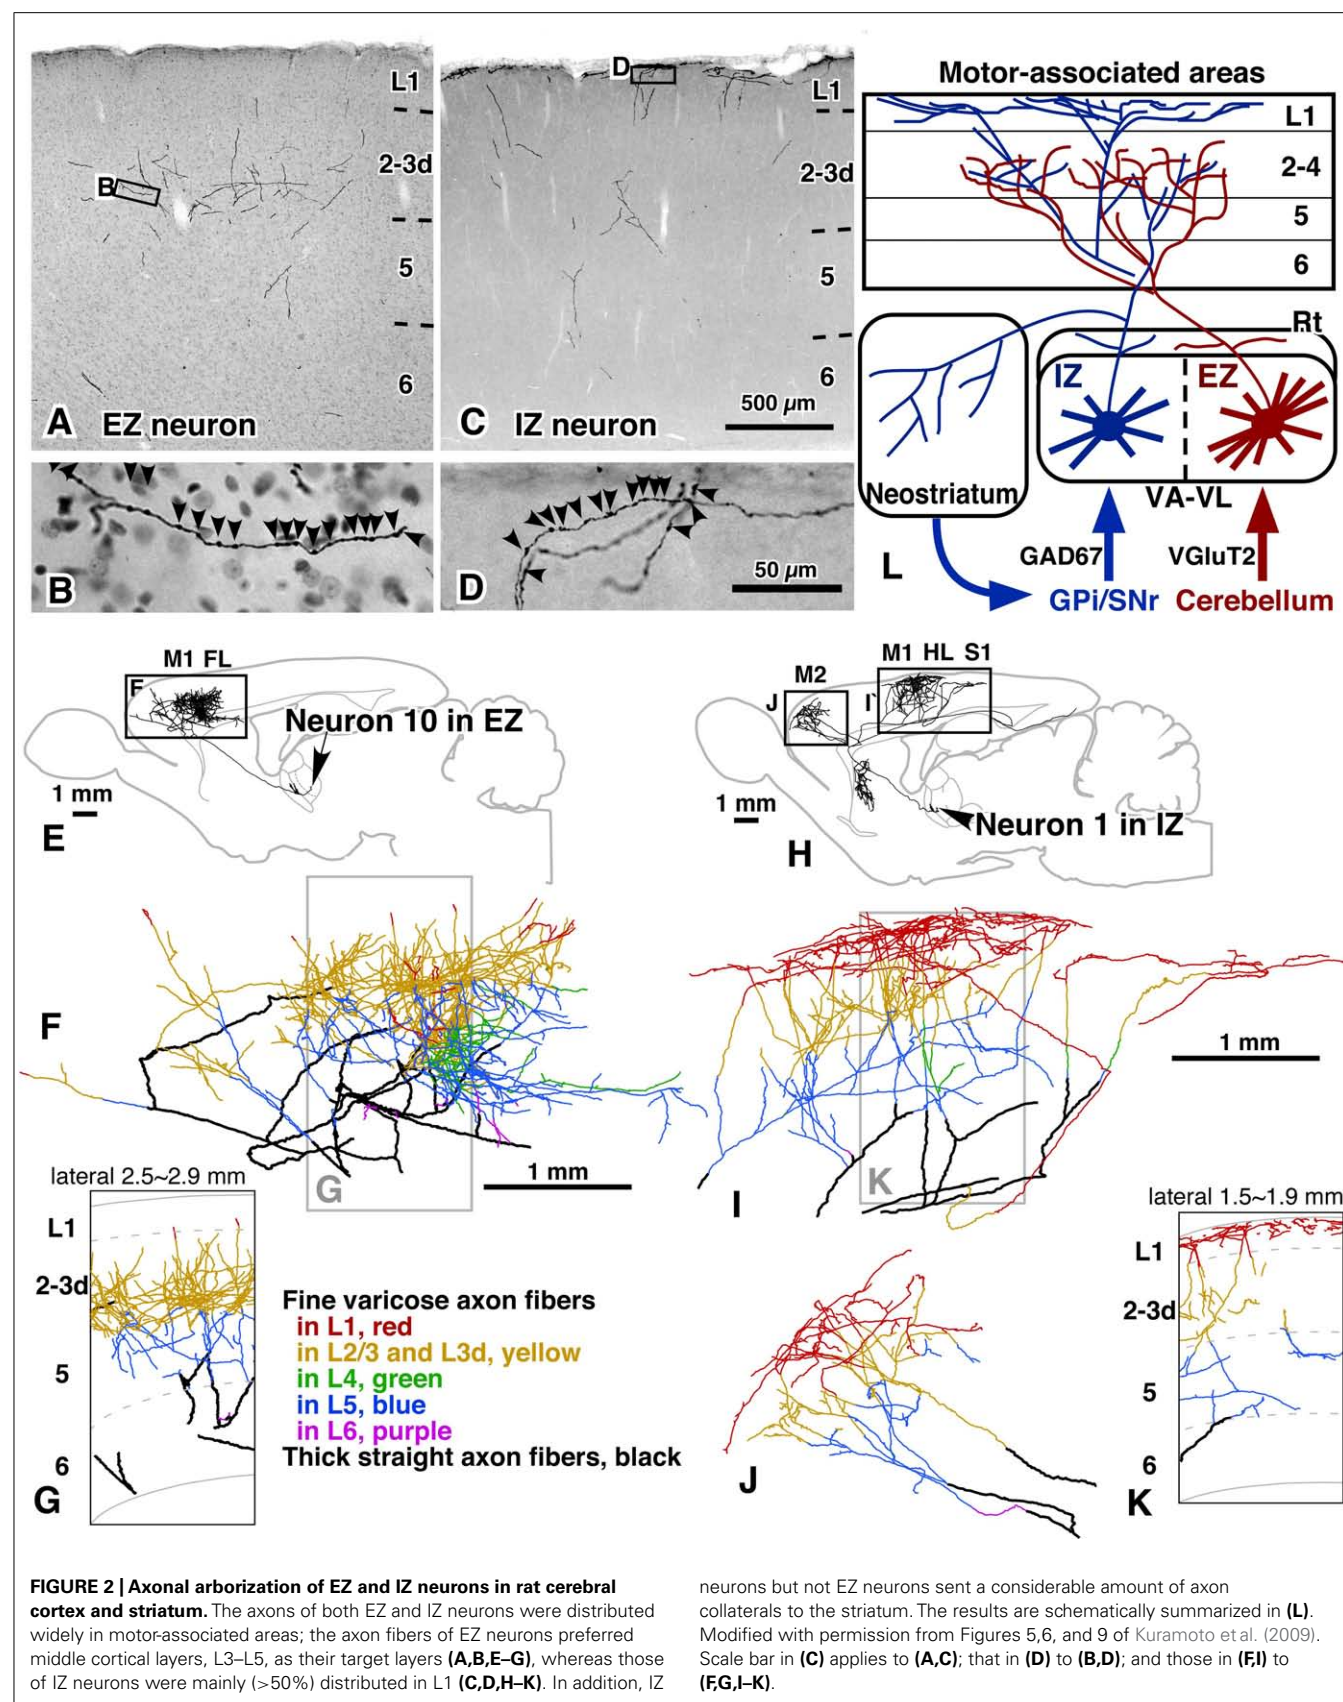 L1
2-3d
5
6
B
A
EZ neuron
D
L1
2-3d
5
6
C
IZ neuron
500 µm
B
D
50 µm
Motor-associated areas
L1
2-4
5
6
Rt
IZ
EZ
Neostriatum
VA-VL
GAD67
VGluT2
L
GPi/SNr
Cerebellum
M1 FL
F
Neuron 10 in EZ
1 mm
E
M2
M1 HL S1
J
I
1 mm
Neuron 1 in IZ
H
F
G
1 mm
1 mm
I
K
lateral 2.5~2.9 mm
L1
2-3d
5
6
G
Fine varicose axon fibers
in L1, red
in L2/3 and L3d, yellow
in L4, green
in L5, blue
in L6, purple
Thick straight axon fibers, black
J
lateral 1.5~1.9 mm
L1
2-3d
5
6
K
FIGURE 2 | Axonal arborization of EZ and IZ neurons in rat cerebral
cortex and striatum. The axons of both EZ and IZ neurons were distributed
widely in motor-associated areas; the axon fibers of EZ neurons preferred
middle cortical layers, L3–L5, as their target layers (A,B,E–G), whereas those
of IZ neurons were mainly (>50%) distributed in L1 (C,D,H–K). In addition, IZ
neurons but not EZ neurons sent a considerable amount of axon
collaterals to the striatum. The results are schematically summarized in (L).
Modified with permission from Figures 5,6, and 9 of Kuramoto et al. (2009).
Scale bar in (C) applies to (A,C); that in (D) to (B,D); and those in (F,I) to
(F,G,I–K).